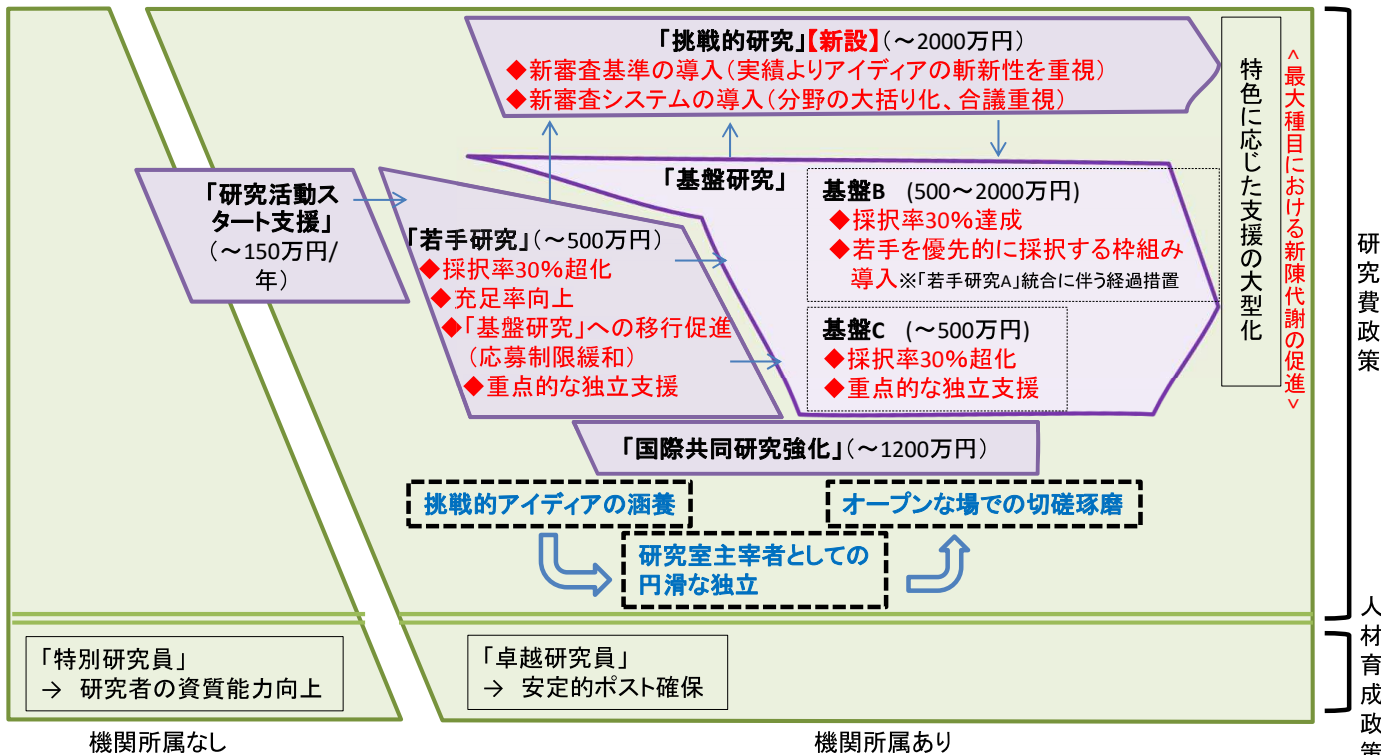 「挑戦的研究」【新設】(～2000万円)
◆新審査基準の導入(実績よりアイディアの斬新性を重視)
◆新審査システムの導入(分野の大括り化、合議重視)
「研究活動ス
タート支援」
(～150万円/
年)
「若手研究」(～500万円)
◆採択率30%超化
◆充足率向上
◆「基盤研究」への移行促進
(応募制限緩和)
◆重点的な独立支援
「基盤研究」
基盤B (500～2000万円)
◆採択率30%達成
◆若手を優先的に採択する枠組み
導入※「若手研究A」統合に伴う経過措置
基盤C (～500万円)
◆採択率30%超化
◆重点的な独立支援
特色に応じた支援の大型化
<最大種目における新陳代謝の促進>
研究費政策
「国際共同研究強化」(～1200万円)
挑戦的アイディアの涵養
オープンな場での切磋琢磨
研究室主宰者としての
円滑な独立
「特別研究員」
→ 研究者の資質能力向上
「卓越研究員」
→ 安定的ポスト確保
人材育成政策
機関所属なし
機関所属あり